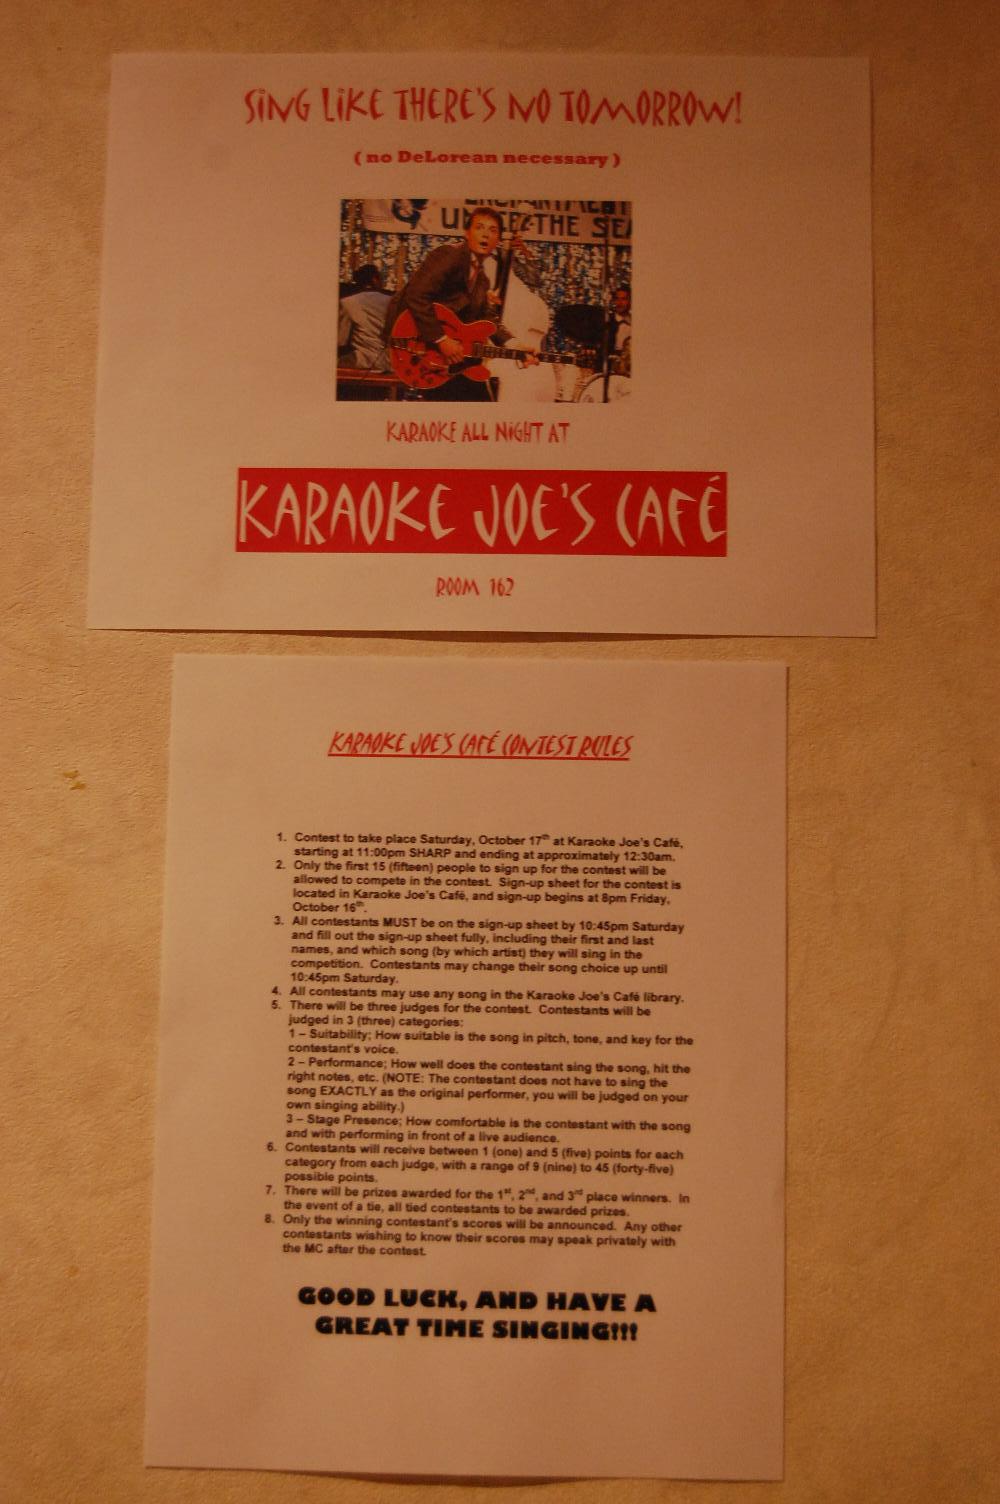 SING LIKE THERE'S NO TOMORROW!
( no DeLorean necessary )
UNDER THE SEA
KARAOKE ALL NIGHT AT
KARAOKE JOE'S CAFÉ
ROOM 162
KARAOKE JOE'S CAFÉ CONTEST RULES
1. Contest to take place Saturday, October 17th at Karaoke Joe's Café,
starting at 11:00pm SHARP and ending at approximately 12:30am.
2. Only the first 15 (fifteen) people to sign up for the contest will be
allowed to compete in the contest. Sign-up sheet for the contest is
located in Karaoke Joe's Café, and sign-up begins at 8pm Friday,
October 16th.
3. All contestants MUST be on the sign-up sheet by 10:45pm Saturday
and fill out the sign-up sheet fully, including their first and last
names, and which song (by which artist) they will sing in the
competition. Contestants may change their song choice up until
10:45pm Saturday.
4. All contestants may use any song in the Karaoke Joe's Café library.
5. There will be three judges for the contest. Contestants will be
judged in 3 (three) categories:
1 – Suitability; How suitable is the song in pitch, tone, and key for the
contestant's voice.
2 – Performance; How well does the contestant sing the song, hit the
right notes, etc. (NOTE: The contestant does not have to sing the
song EXACTLY as the original performer, you will be judged on your
own singing ability.)
3 – Stage Presence; How comfortable is the contestant with the song
and with performing in front of a live audience.
6. Contestants will receive between 1 (one) and 5 (five) points for each
category from each judge, with a range of 9 (nine) to 45 (forty-five)
possible points.
7. There will be prizes awarded for the 1st, 2nd, and 3rd place winners. In
the event of a tie, all tied contestants to be awarded prizes.
8. Only the winning contestant's scores will be announced. Any other
contestants wishing to know their scores may speak privately with
the MC after the contest.
GOOD LUCK, AND HAVE A
GREAT TIME SINGING!!!